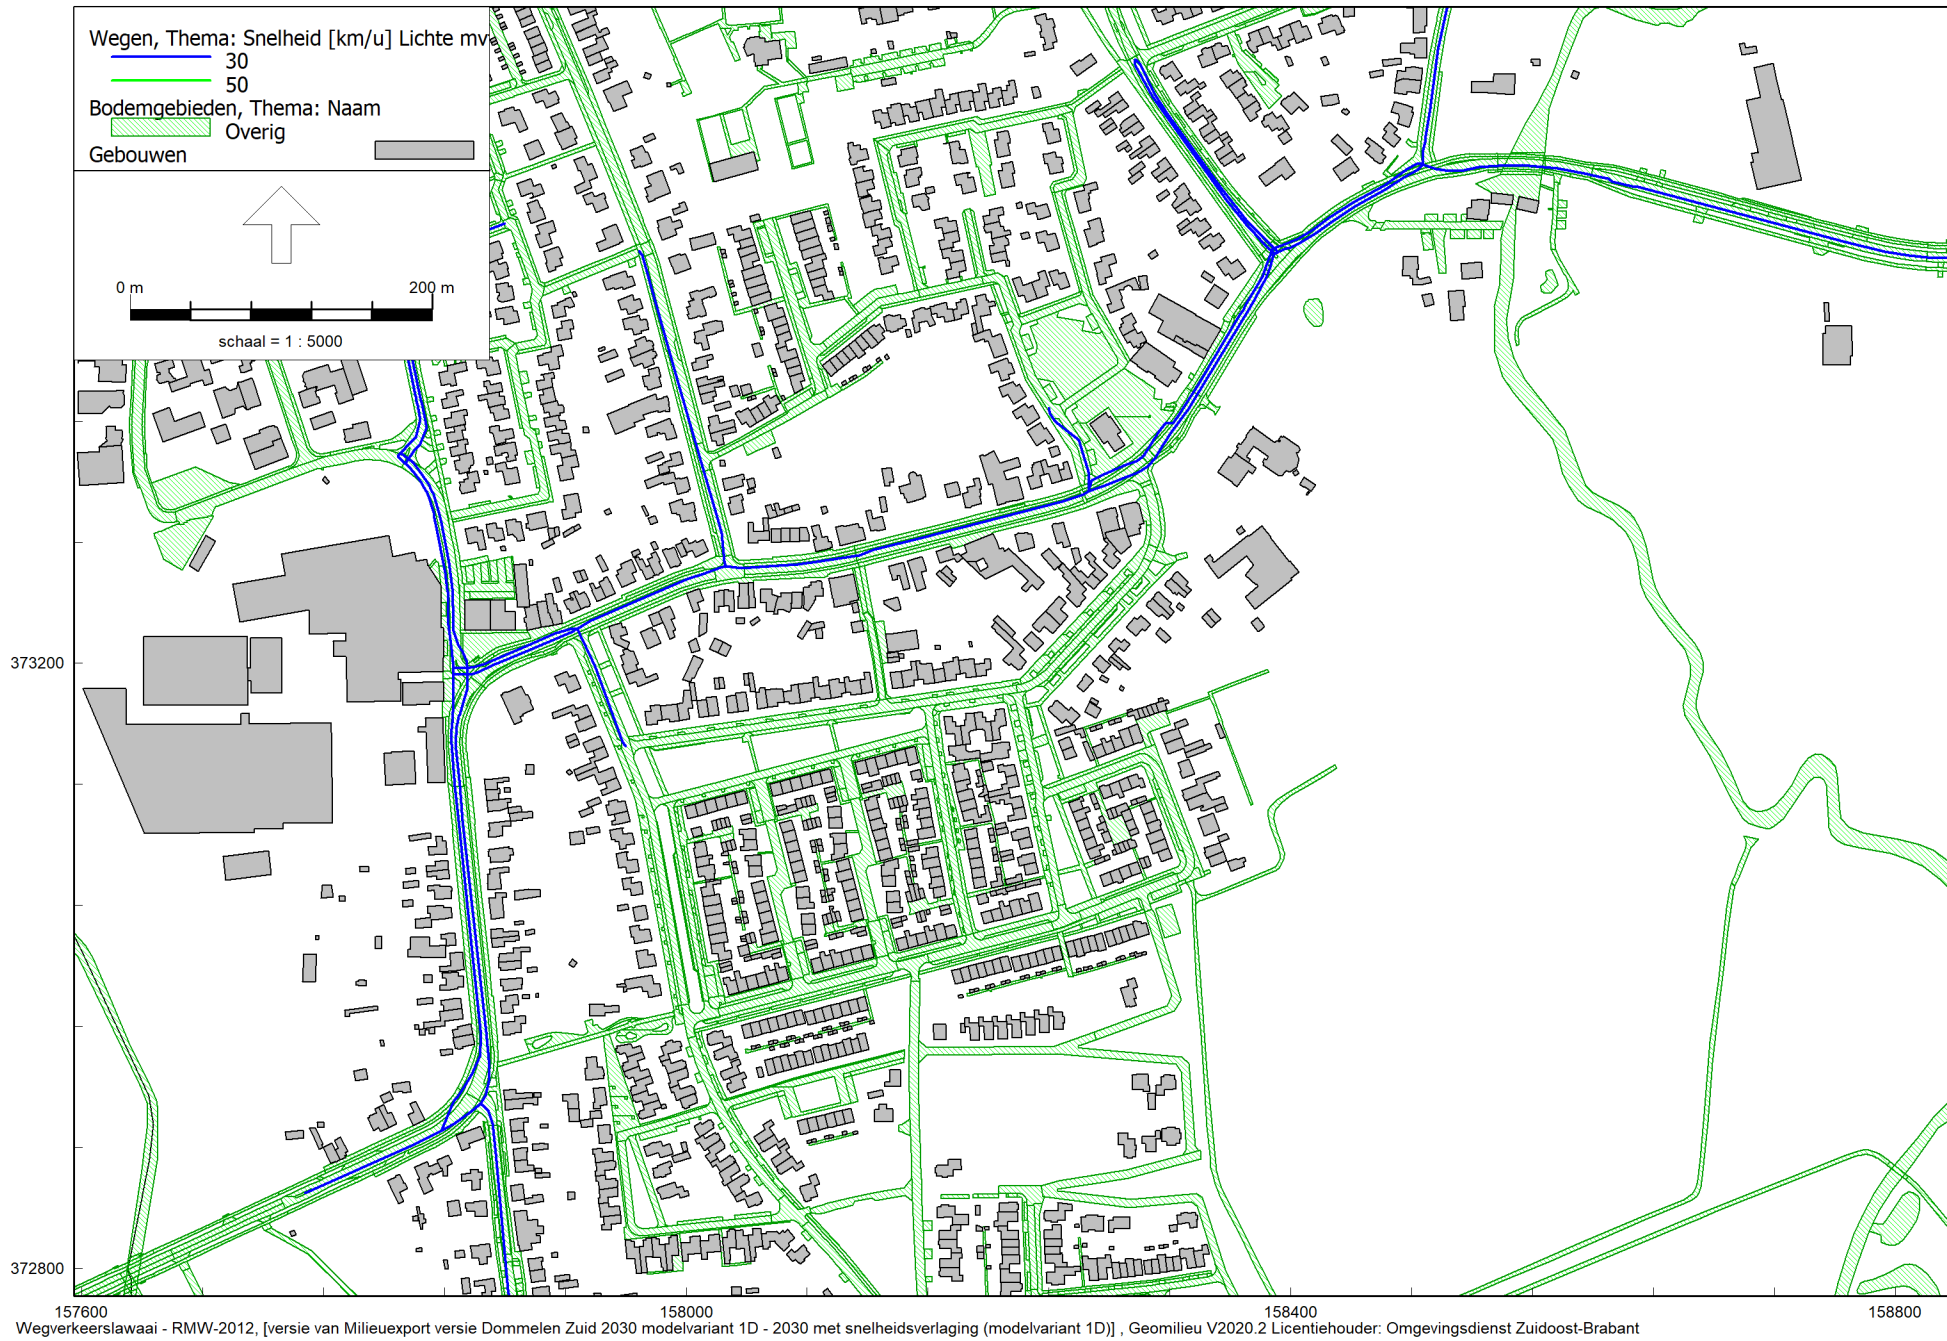 Wegen, Thema: Snelheid [km/u] Lichte mv
30
50
Bodemgebieden, Thema: Naam
Overig
Gebouwen
0 m 200 m
schaal = 1 : 5000
373200
372800
157600 158000 158400 158800
Wegverkeerslawaai - RMW-2012, [versie van Milieuexport versie Dommelen Zuid 2030 modelvariant 1D - 2030 met snelheidsverlaging (modelvariant 1D)] , Geomilieu V2020.2 Licentiehouder: Omgevingsdienst Zuidoost-Brabant